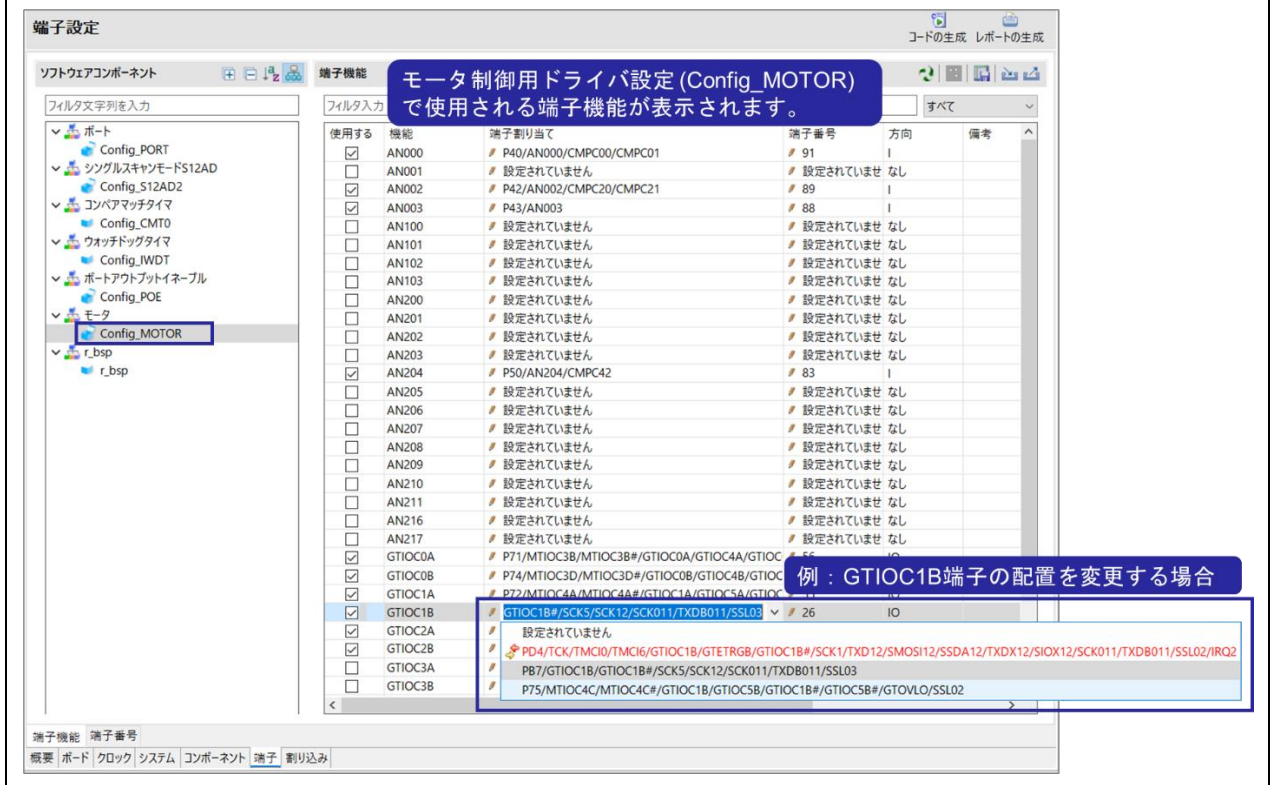 端子設定
コードの生成 レポートの生成
ソフトウェアコンポーネント
端子機能
モータ制御用ドライバ設定 (Config_MOTOR)
で使用される端子機能が表示されます。
フィルタ文字列を入力
フィルタ入力
すべて
ポート
Config_PORT
シングルスキャンモードS12AD
Config_S12AD2
コンペアマッチタイマ
Config_CMT0
ウォッチドッグタイマ
Config_IWDT
ポートアウトプットイネーブル
Config_POE
モータ
Config_MOTOR
r_bsp
r_bsp
使用する 機能 端子割り当て 端子番号 方向 備考
AN000 P40/AN000/CMPC00/CMPC01 91 I
AN001 設定されていません 設定されていませ なし
AN002 P42/AN002/CMPC20/CMPC21 89 I
AN003 P43/AN003 88 I
AN100 設定されていません 設定されていませ なし
AN101 設定されていません 設定されていませ なし
AN102 設定されていません 設定されていませ なし
AN103 設定されていません 設定されていませ なし
AN200 設定されていません 設定されていませ なし
AN201 設定されていません 設定されていませ なし
AN202 設定されていません 設定されていませ なし
AN203 設定されていません 設定されていませ なし
AN204 P50/AN204/CMPC42 83 I
AN205 設定されていません 設定されていませ なし
AN206 設定されていません 設定されていませ なし
AN207 設定されていません 設定されていませ なし
AN208 設定されていません 設定されていませ なし
AN209 設定されていません 設定されていませ なし
AN210 設定されていません 設定されていませ なし
AN211 設定されていません 設定されていませ なし
AN216 設定されていません 設定されていませ なし
AN217 設定されていません 設定されていませ なし
GTIOC0A P71/MTIOC3B/MTIOC3B#/GTIOC0A/GTIOC4A/GTIOC
GTIOC0B P74/MTIOC3D/MTIOC3D#/GTIOC0B/GTIOC4B/GTIOC
例：GTIOC1B端子の配置を変更する場合
GTIOC1A P72/MTIOC4A/MTIOC4A#/GTIOC1A/GTIOC5A/GTIOC
GTIOC1B GTIOC1B#/SCK5/SCK12/SCK011/TXDB011/SSL03 26 IO
GTIOC2A
GTIOC2B
GTIOC3A
GTIOC3B
設定されていません
PD4/TCK/TMCI0/TMCI6/GTIOC1B/GTETRGB/GTIOC1B#/SCK1/TXD12/SMOSI12/SSDA12/TXDX12/SIOX12/SCK011/TXDB011/SSL02/IRQ2
PB7/GTIOC1B/GTIOC1B#/SCK5/SCK12/SCK011/TXDB011/SSL03
P75/MTIOC4C/MTIOC4C#/GTIOC1B/GTIOC5B/GTIOC1B#/GTIOC5B#/GTOVLO/SSL02
端子機能 端子番号
概要 ボード クロック システム コンポーネント 端子 割り込み